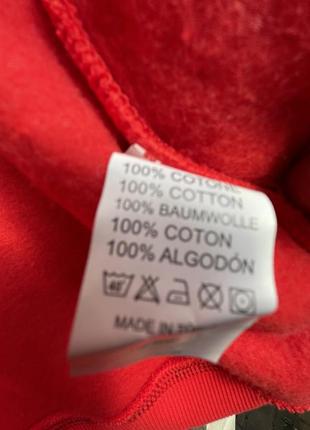 100% COTONE
100% COTTON
100% BAUMWOLLE
100% COTON
100% ALGODÓN
MADE IN